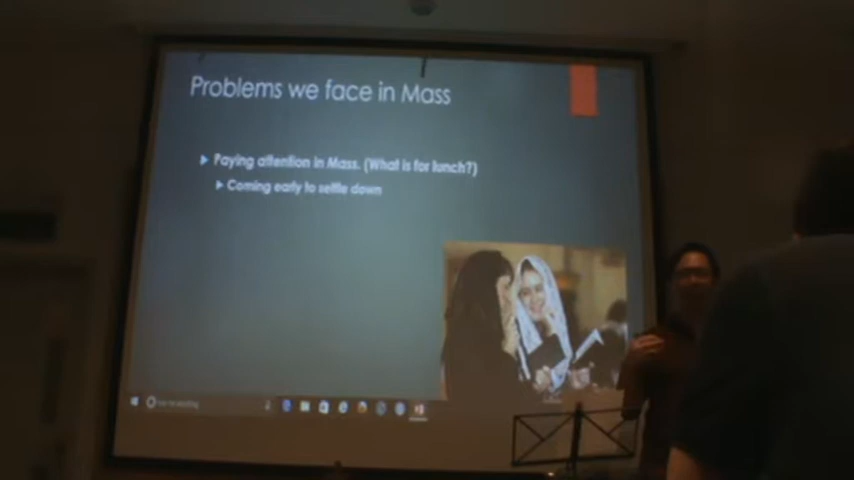 Problems we face in Mass
Paying attention in Mass. (What is for lunch?)
Coming early to settle down